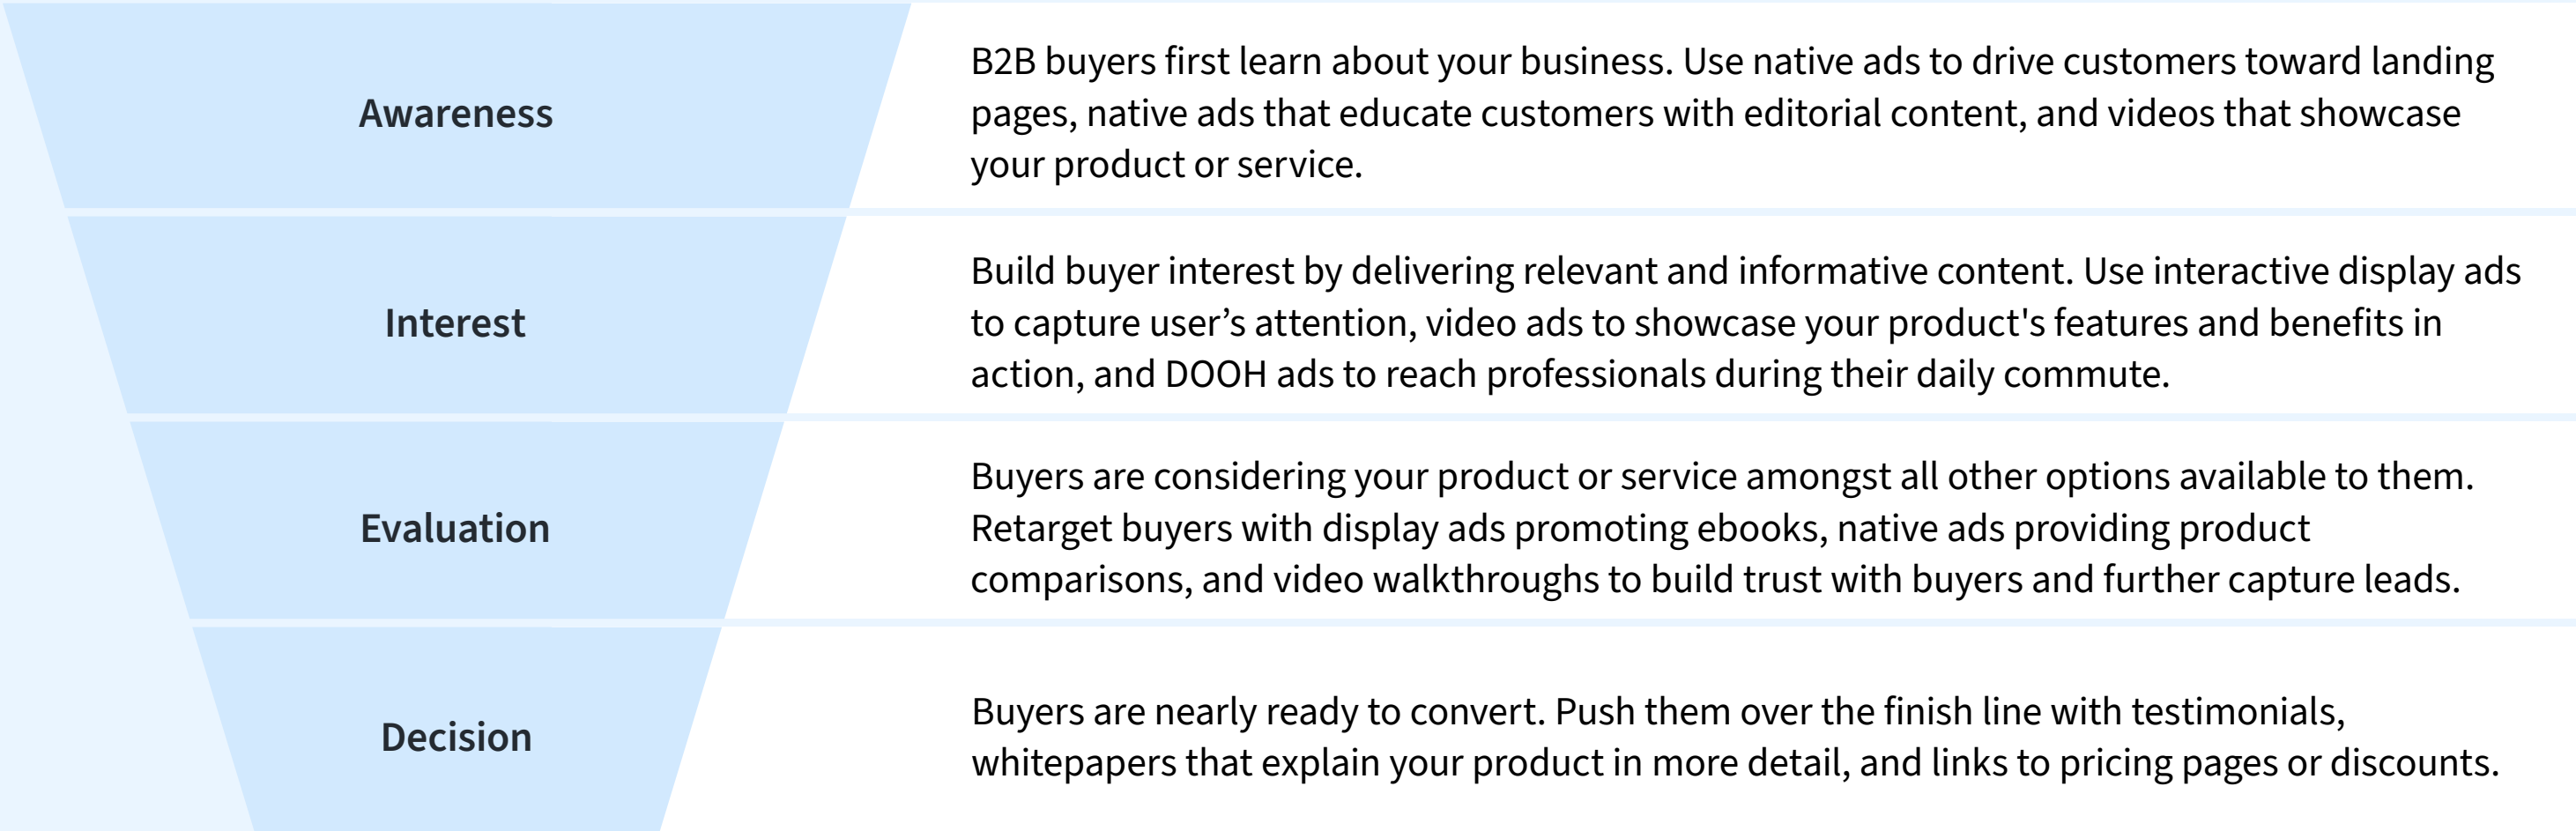 Awareness
B2B buyers first learn about your business. Use native ads to drive customers toward landing
pages, native ads that educate customers with editorial content, and videos that showcase
your product or service.
Interest
Build buyer interest by delivering relevant and informative content. Use interactive display ads
to capture user’s attention, video ads to showcase your product's features and benefits in
action, and DOOH ads to reach professionals during their daily commute.
Evaluation
Buyers are considering your product or service amongst all other options available to them.
Retarget buyers with display ads promoting ebooks, native ads providing product
comparisons, and video walkthroughs to build trust with buyers and further capture leads.
Decision
Buyers are nearly ready to convert. Push them over the finish line with testimonials,
whitepapers that explain your product in more detail, and links to pricing pages or discounts.